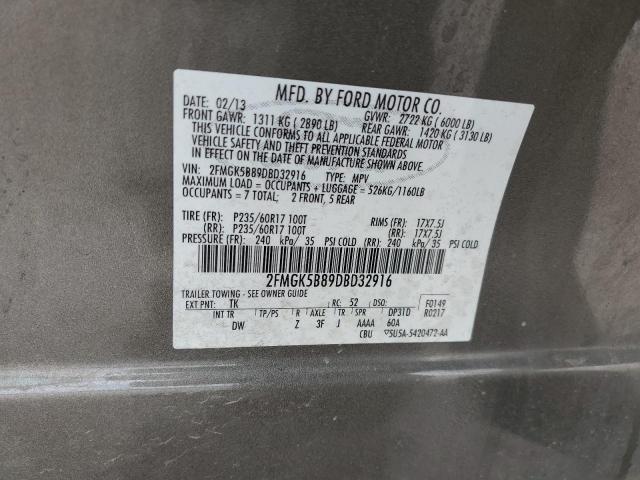 MFD. BY FORD MOTOR CO.
DATE: 02/13 GVWR: 2722 KG ( 6000 LB)
FRONT GAWR: 1311 KG ( 2890 LB) REAR GAWR: 1420 KG ( 3130 LB)
THIS VEHICLE CONFORMS TO ALL APPLICABLE FEDERAL MOTOR
VEHICLE SAFETY AND THEFT PREVENTION STANDARDS
IN EFFECT ON THE DATE OF MANUFACTURE SHOWN ABOVE.
VIN: 2FMGK5B89DBD32916 TYPE: MPV
MAXIMUM LOAD = OCCUPANTS + LUGGAGE = 526KG/1160LB
OCCUPANTS = 7 TOTAL; 2 FRONT, 5 REAR
TIRE (FR): P235/60R17 100T RIMS (FR): 17X7.5J
(RR): P235/60R17 100T (RR): 17X7.5J
PRESSURE (FR): 240 kPa/ 35 PSI COLD (RR): 240 kPa/ 35 PSI COLD
2FMGK5B89DBD32916
TRAILER TOWING - SEE OWNER GUIDE
EXT PNT: TK RC: 52 DSO: F0149
INT TR TP/PS R AXLE TR SPR DP31D R0217
DW Z 3F J AAAA 60A
CBU 5U5A-5420472-AA